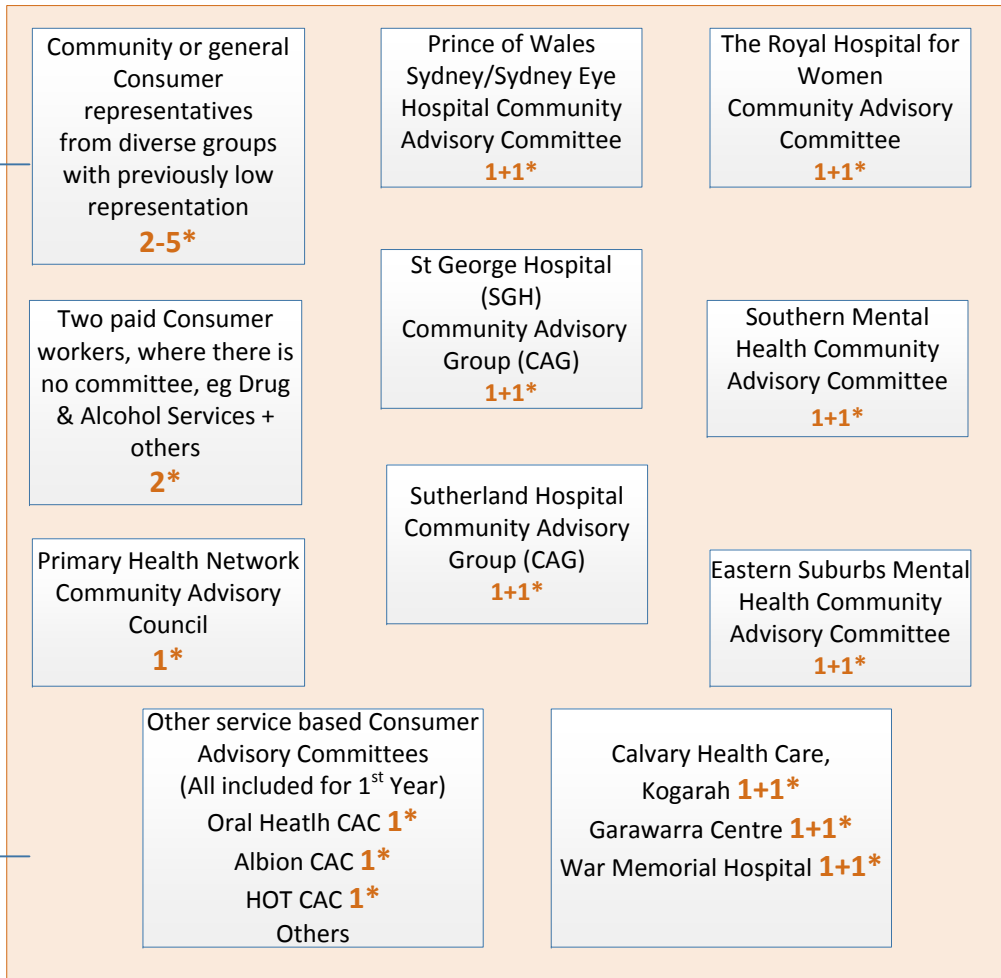 Community or general
Consumer
representatives
from diverse groups
with previously low
representation
2-5*
Prince of Wales
Sydney/Sydney Eye
Hospital Community
Advisory Committee
1+1*
The Royal Hospital for
Women
Community Advisory
Committee
1+1*
Two paid Consumer
workers, where there is
no committee, eg Drug
& Alcohol Services +
others
2*
St George Hospital
(SGH)
Community Advisory
Group (CAG)
1+1*
Southern Mental
Health Community
Advisory Committee
1+1*
Primary Health Network
Community Advisory
Council
1*
Sutherland Hospital
Community Advisory
Group (CAG)
1+1*
Eastern Suburbs Mental
Health Community
Advisory Committee
1+1*
Other service based Consumer
Advisory Committees
(All included for 1st Year)
Oral Heatlh CAC 1*
Albion CAC 1*
HOT CAC 1*
Others
Calvary Health Care,
Kogarah 1+1*
Garawarra Centre 1+1*
War Memorial Hospital 1+1*